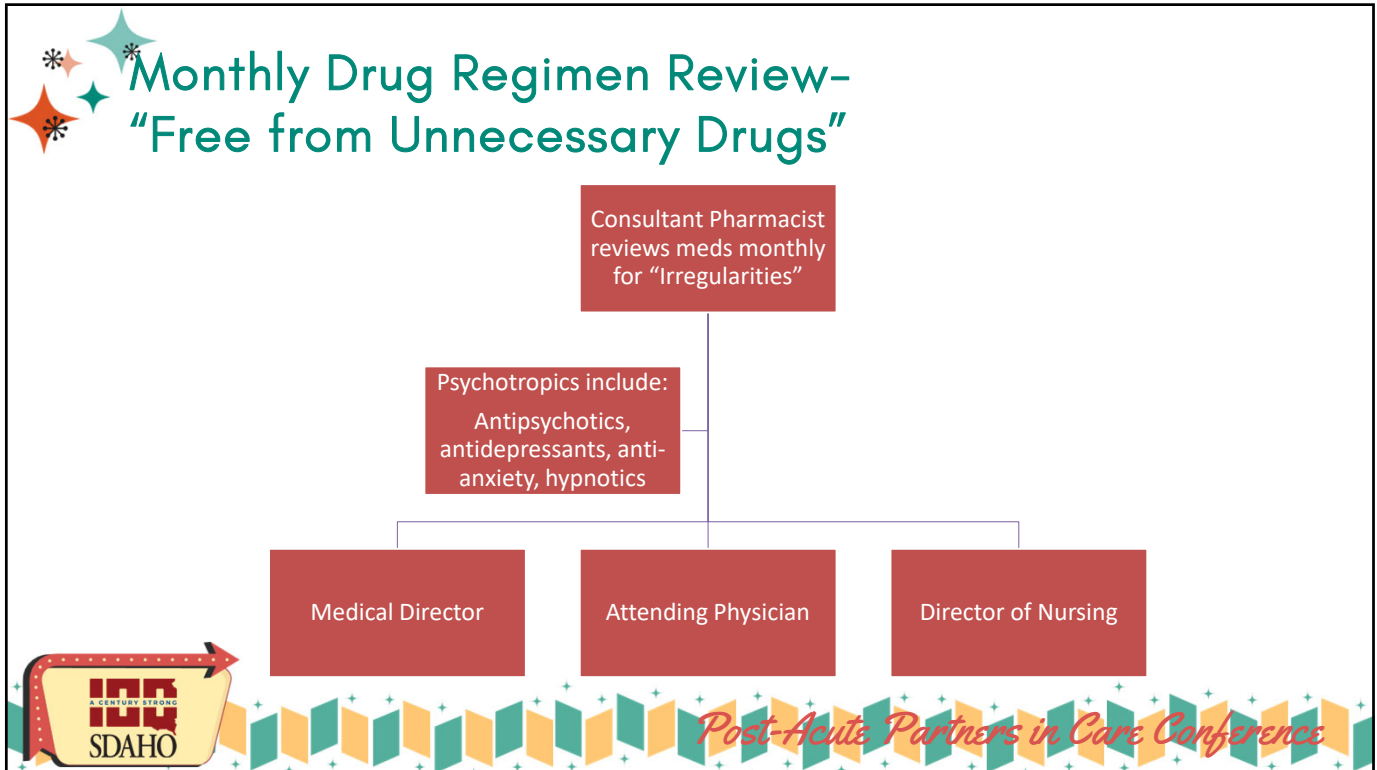 Monthly Drug Regimen Review–
“Free from Unnecessary Drugs”
Consultant Pharmacist
reviews meds monthly
for “Irregularities”
Psychotropics include:
Antipsychotics,
antidepressants, anti-
anxiety, hypnotics
Medical Director
Attending Physician
Director of Nursing
100
A CENTURY STRONG
SDAHO
Post-Acute Partners in Care Conference